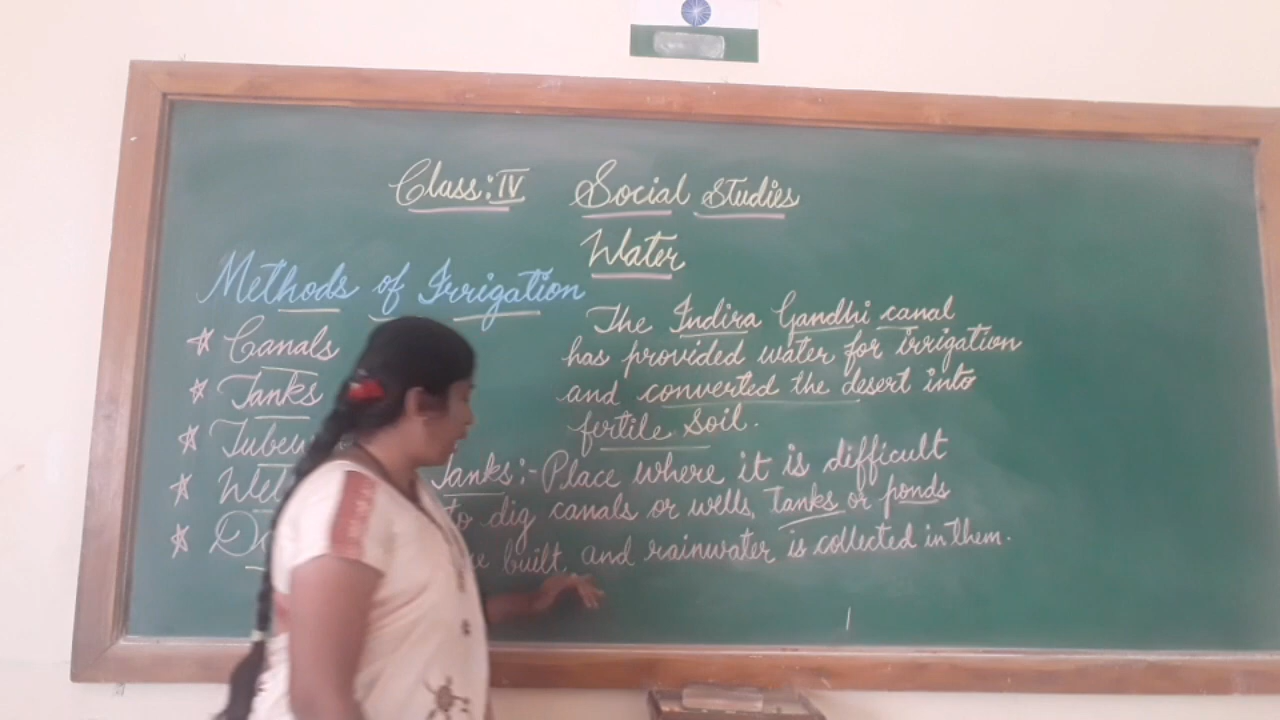 Class: IV Social Studies
Water
Methods of Irrigation
☆ Canals
☆ Tanks
☆
☆
☆
The Indira Gandhi canal
has provided water for irrigation
and converted the desert into
fertile soil.
Tanks:- Place where it is difficult
to dig canals or wells, Tanks or ponds
built, and rainwater is collected in them.